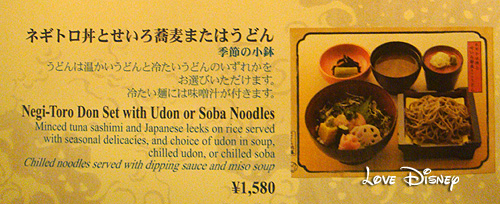 ネギトロ丼とせいろ蕎麦またはうどん
季節の小鉢
うどんは温かいうどんと冷たいうどんのいずれかを
お選びいただけます。
冷たい麺には味噌汁が付きます。
Negi-Toro Don Set with Udon or Soba Noodles
Minced tuna sashimi and Japanese leeks on rice served
with seasonal delicacies, and choice of udon in soup,
chilled udon, or chilled soba
Chilled noodles served with dipping sauce and miso soup
¥1,580
Love Disney